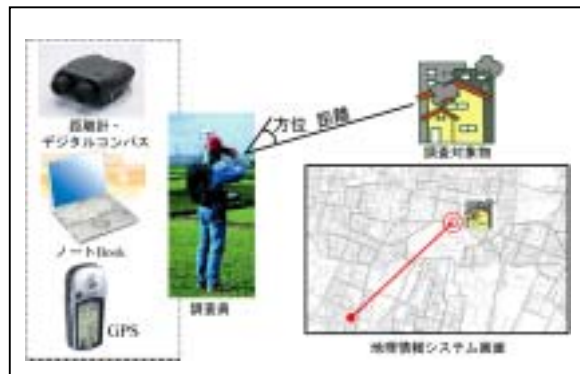 距離計・
デジタルコンパス
ノートBook
GPS
調査員
方位 距離
調査対象物
地理情報システム画面